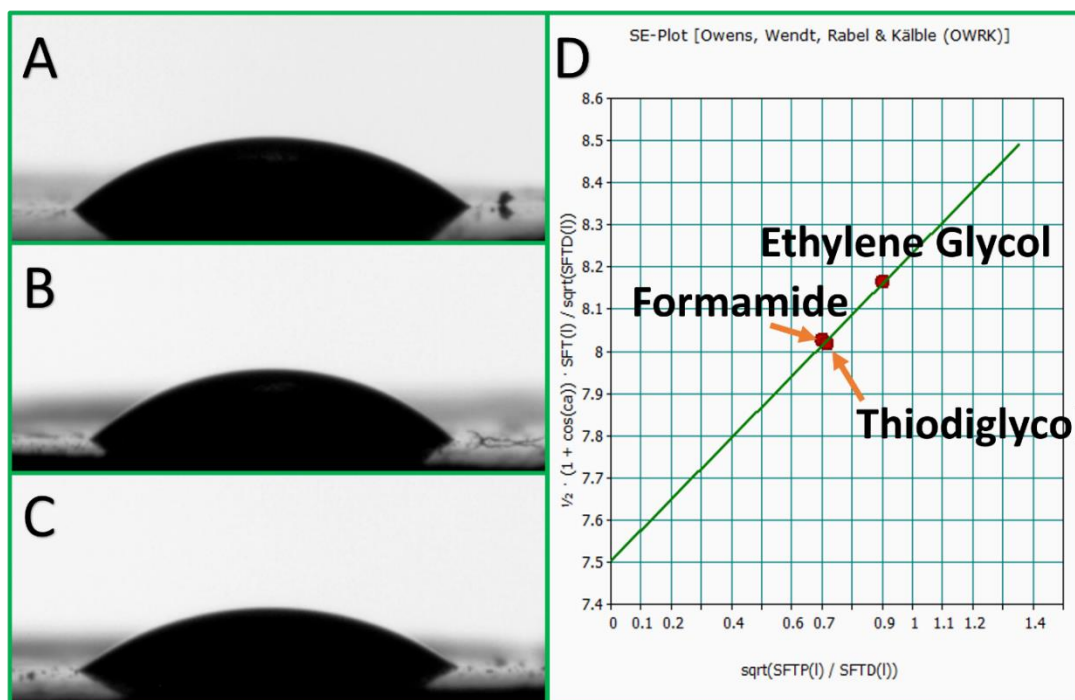 A
B
C
D
SE-Plot [Owens, Wendt, Rabel & Kälble (OWRK)]
½ · (1 + cos(ca)) · SFT(l) / sqrt(SFTD(l))
8.6
8.5
8.4
8.3
8.2
8.1
8
7.9
7.8
7.7
7.6
7.5
7.4
Ethylene Glycol
Formamide
Thiodiglyco
0 0.1 0.2 0.4 0.6 0.7 0.9 1 1.1 1.2 1.4
sqrt(SFTP(l) / SFTD(l))